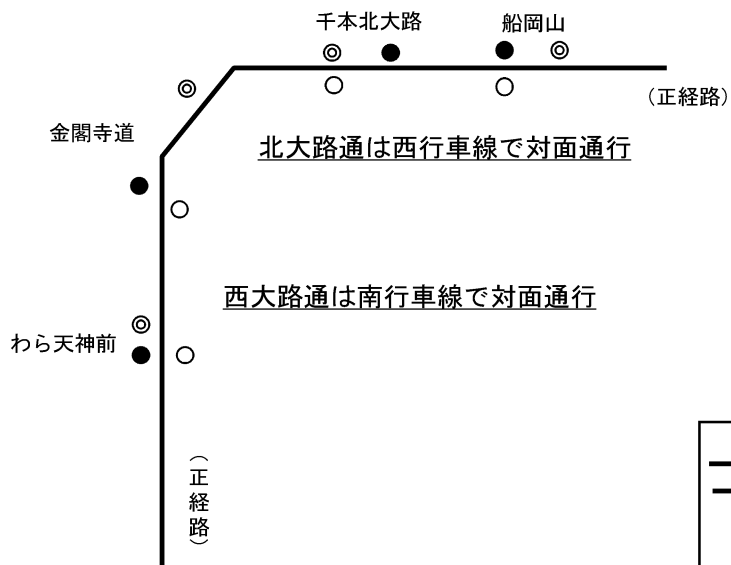 千本北大路
船岡山
(正経路)
金閣寺道
北大路通は西行車線で対面通行
西大路通は南行車線で対面通行
わら天神前
(正経路)